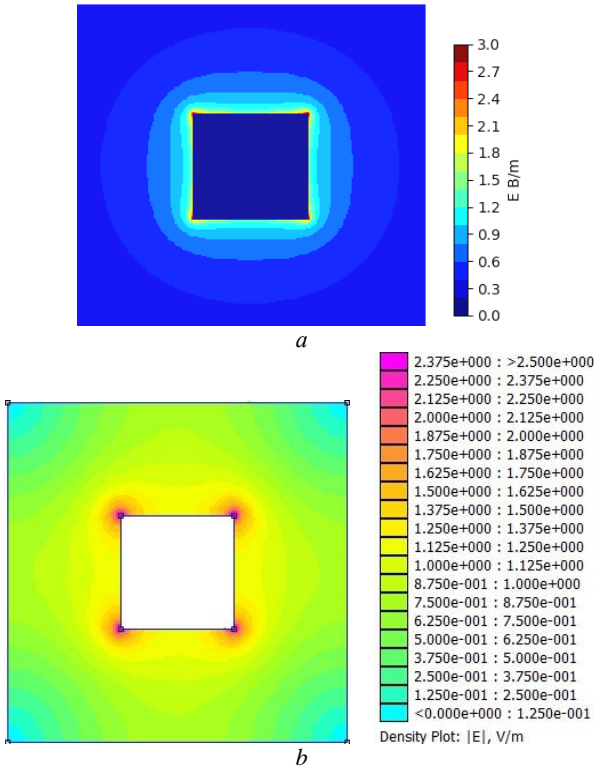 3.0
2.7
2.4
2.1
1.8
1.5
1.2
0.9
0.6
0.3
0.0
E B/m
a
2.375e+000 : >2.500e+000
2.250e+000 : 2.375e+000
2.125e+000 : 2.250e+000
2.000e+000 : 2.125e+000
1.875e+000 : 2.000e+000
1.750e+000 : 1.875e+000
1.625e+000 : 1.750e+000
1.500e+000 : 1.625e+000
1.375e+000 : 1.500e+000
1.250e+000 : 1.375e+000
1.125e+000 : 1.250e+000
1.000e+000 : 1.125e+000
8.750e-001 : 1.000e+000
7.500e-001 : 8.750e-001
6.250e-001 : 7.500e-001
5.000e-001 : 6.250e-001
3.750e-001 : 5.000e-001
2.500e-001 : 3.750e-001
1.250e-001 : 2.500e-001
<0.000e+000 : 1.250e-001
Density Plot: |E|, V/m
b